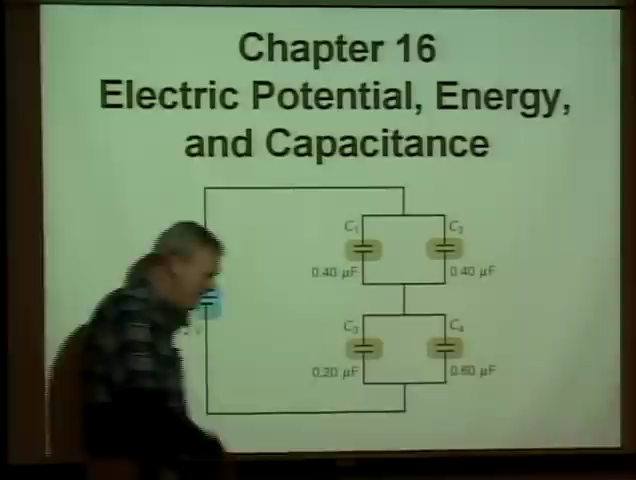 Chapter 16
Electric Potential, Energy,
and Capacitance
C₁ C₂
0.40 µF 0.40 µF
C₃ C₄
0.20 µF 0.60 µF
V